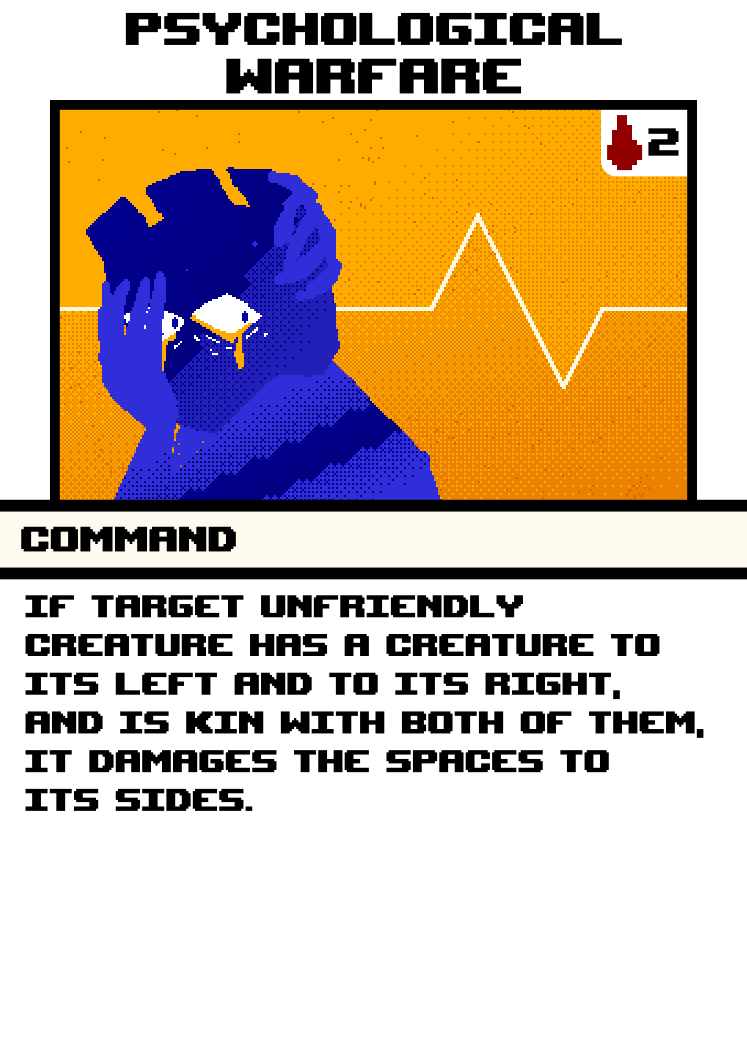 PSYCHOLOGICAL
WARFARE
2
COMMAND
IF TARGET UNFRIENDLY
CREATURE HAS A CREATURE TO
ITS LEFT AND TO ITS RIGHT,
AND IS KIN WITH BOTH OF THEM,
IT DAMAGES THE SPACES TO
ITS SIDES.